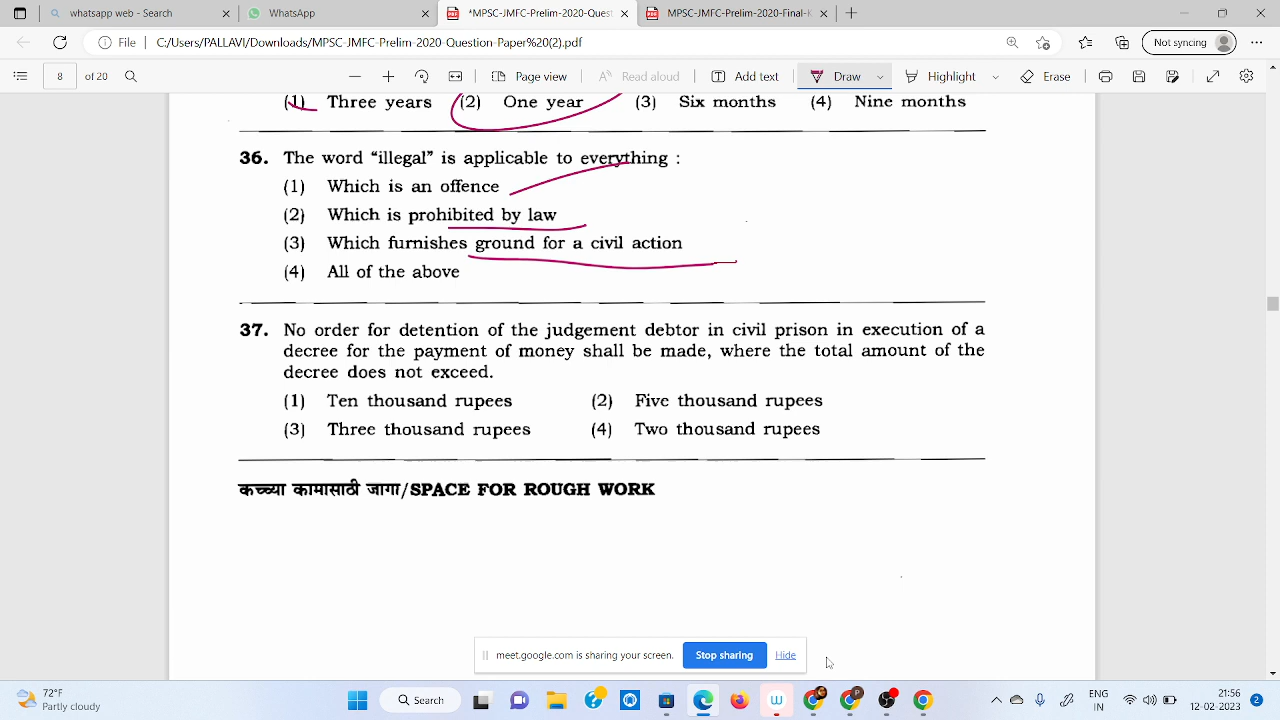 whatsapp web - Search
WhatsApp
*MPSC-JMFC-Prelim-2020-Quest
MPSC-JMFC-Prelim-2020-Final-K
File
C:/Users/PALLAVI/Downloads/MPSC-JMFC-Prelim-2020_Question-Paper%20(2).pdf
Not syncing
8 of 20
Page view
Read aloud
Add text
Draw
Highlight
Erase
(1) Three years (2) One year (3) Six months (4) Nine months
36. The word “illegal” is applicable to everything :
(1) Which is an offence
(2) Which is prohibited by law
(3) Which furnishes ground for a civil action
(4) All of the above
37. No order for detention of the judgement debtor in civil prison in execution of a
decree for the payment of money shall be made, where the total amount of the
decree does not exceed.
(1) Ten thousand rupees (2) Five thousand rupees
(3) Three thousand rupees (4) Two thousand rupees
कच्च्या कामासाठी जागा/SPACE FOR ROUGH WORK
meet.google.com is sharing your screen. Stop sharing Hide
72°F
Partly cloudy
Search
ENG
IN
21:56
12-02-2023
2